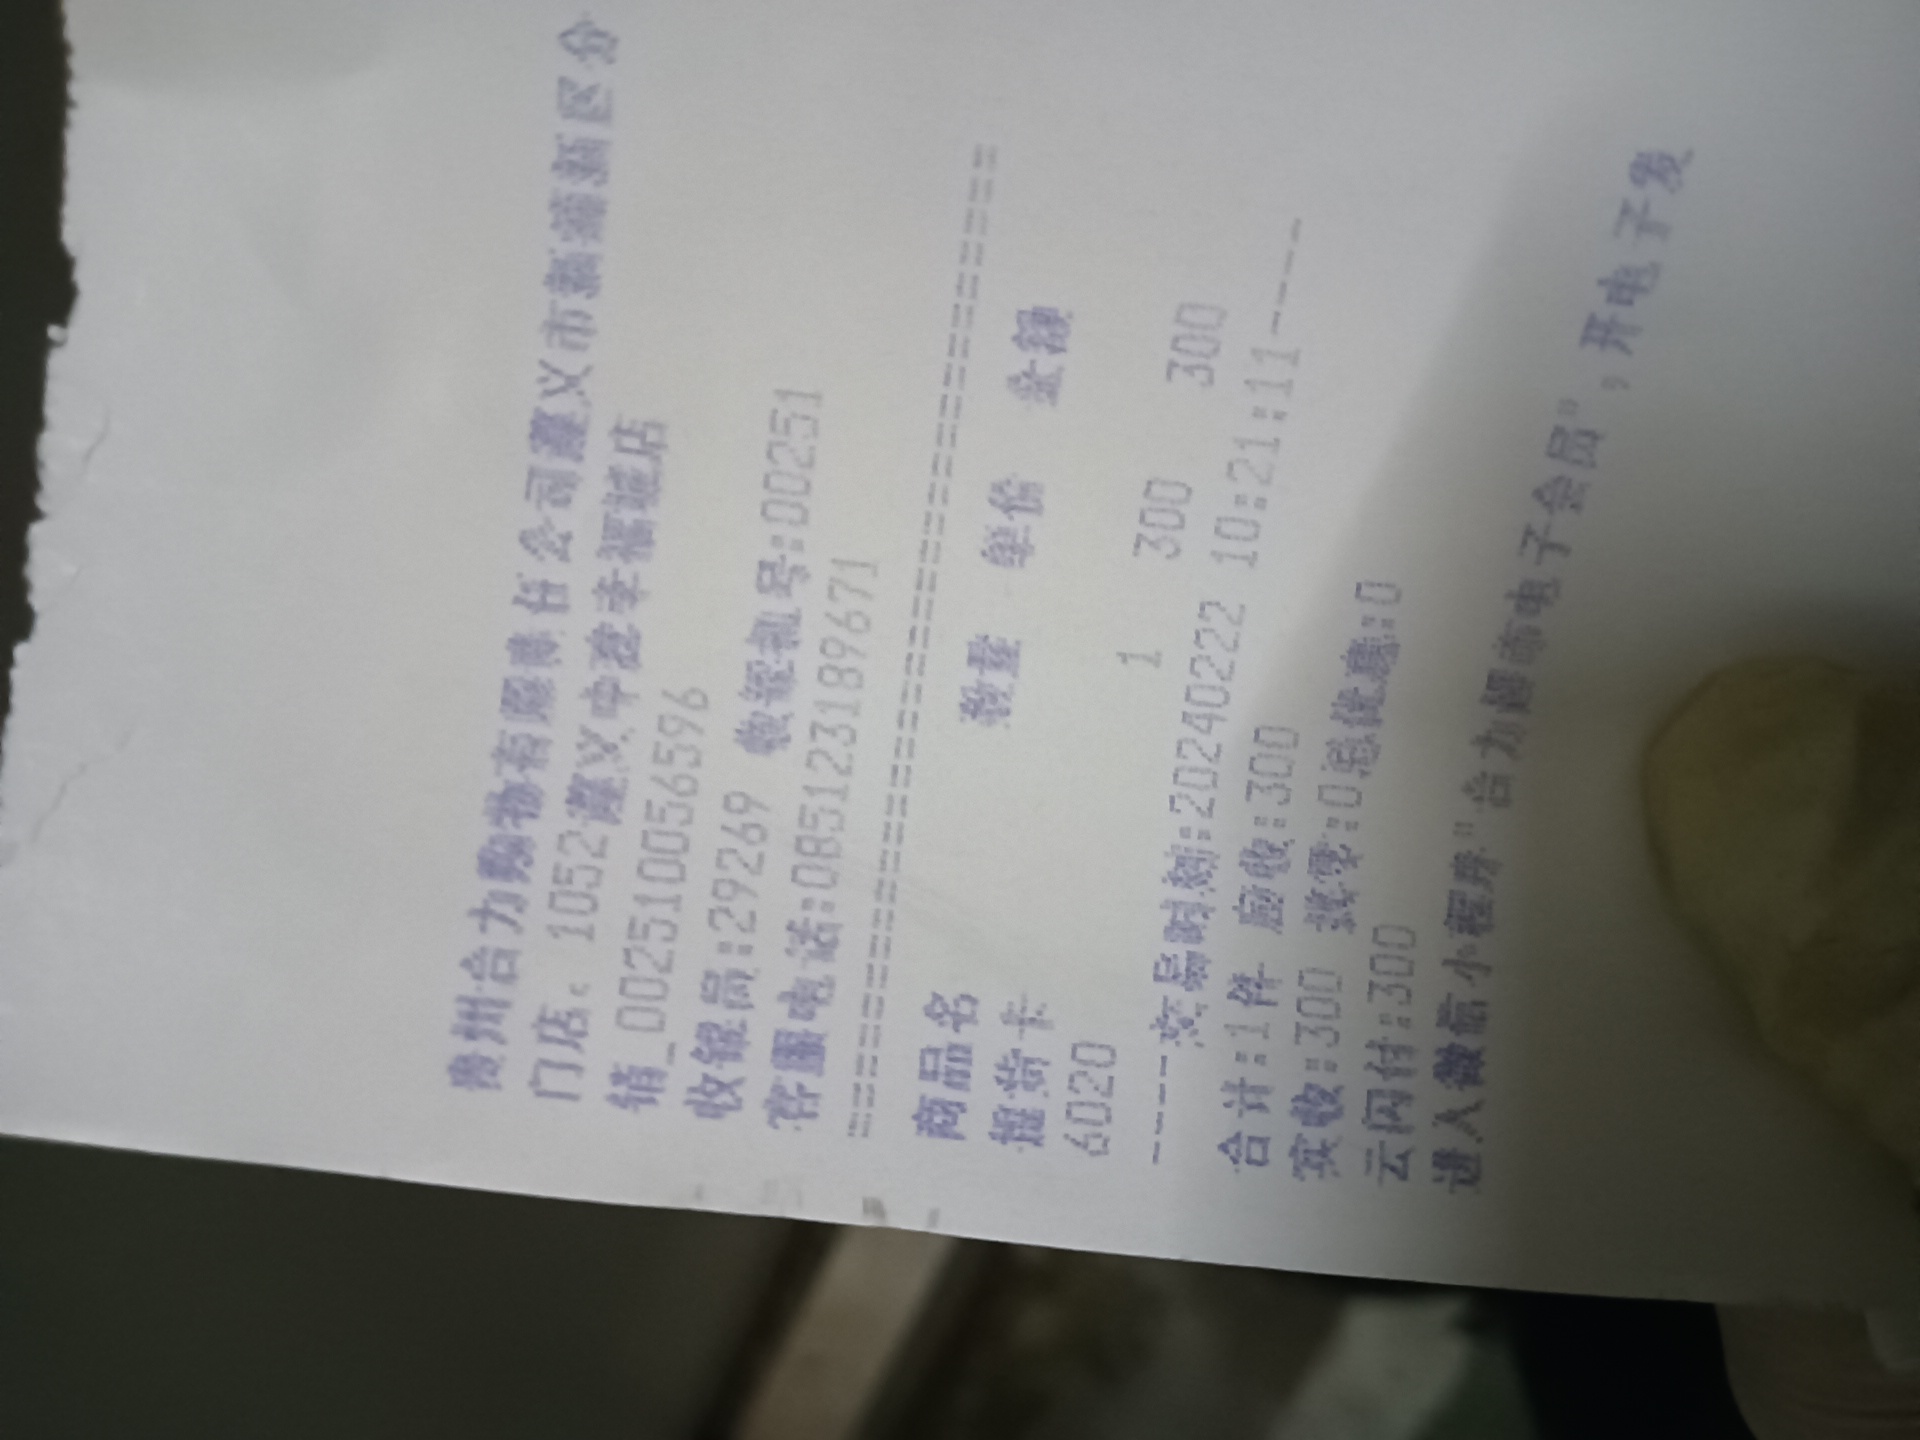 贵州合力购物有限责任公司遵义市新蒲新区分
门店: 1052遵义中建幸福城店
销_002510056596
收银员:29269 收银机号:00251
客服电话:085123189671
================================
商品名 数量 单价 金额
提货卡
6020 1 300 300
-----交易时刻:20240222 10:21:11-----
合计:1件 应收:300
实收:300 找零:0总优惠:0
云闪付:300
进入微信小程序"合力超市电子会员",开电子发